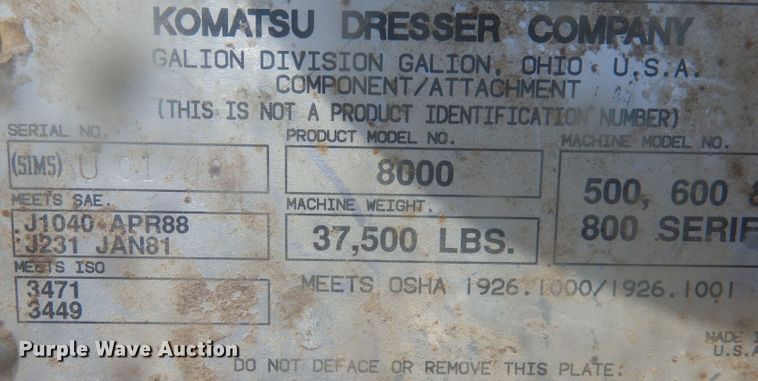 KOMATSU DRESSER COMPANY
GALION DIVISION GALION, OHIO U.S.A.
COMPONENT/ATTACHMENT
(THIS IS NOT A PRODUCT IDENTIFICATION NUMBER)
SERIAL NO.
(SIMS) U
PRODUCT MODEL NO.
8000
MACHINE MODEL NO.
500, 600 &
800 SERIE
MEETS SAE.
J1040 APR88
J231 JAN81
MACHINE WEIGHT.
37,500 LBS.
MEETS ISO
3471
3449
MEETS OSHA 1926.1000/1926.1001
MADE I
U.S.A
DO NOT DEFACE OR REMOVE THIS PLATE.
Purple Wave Auction